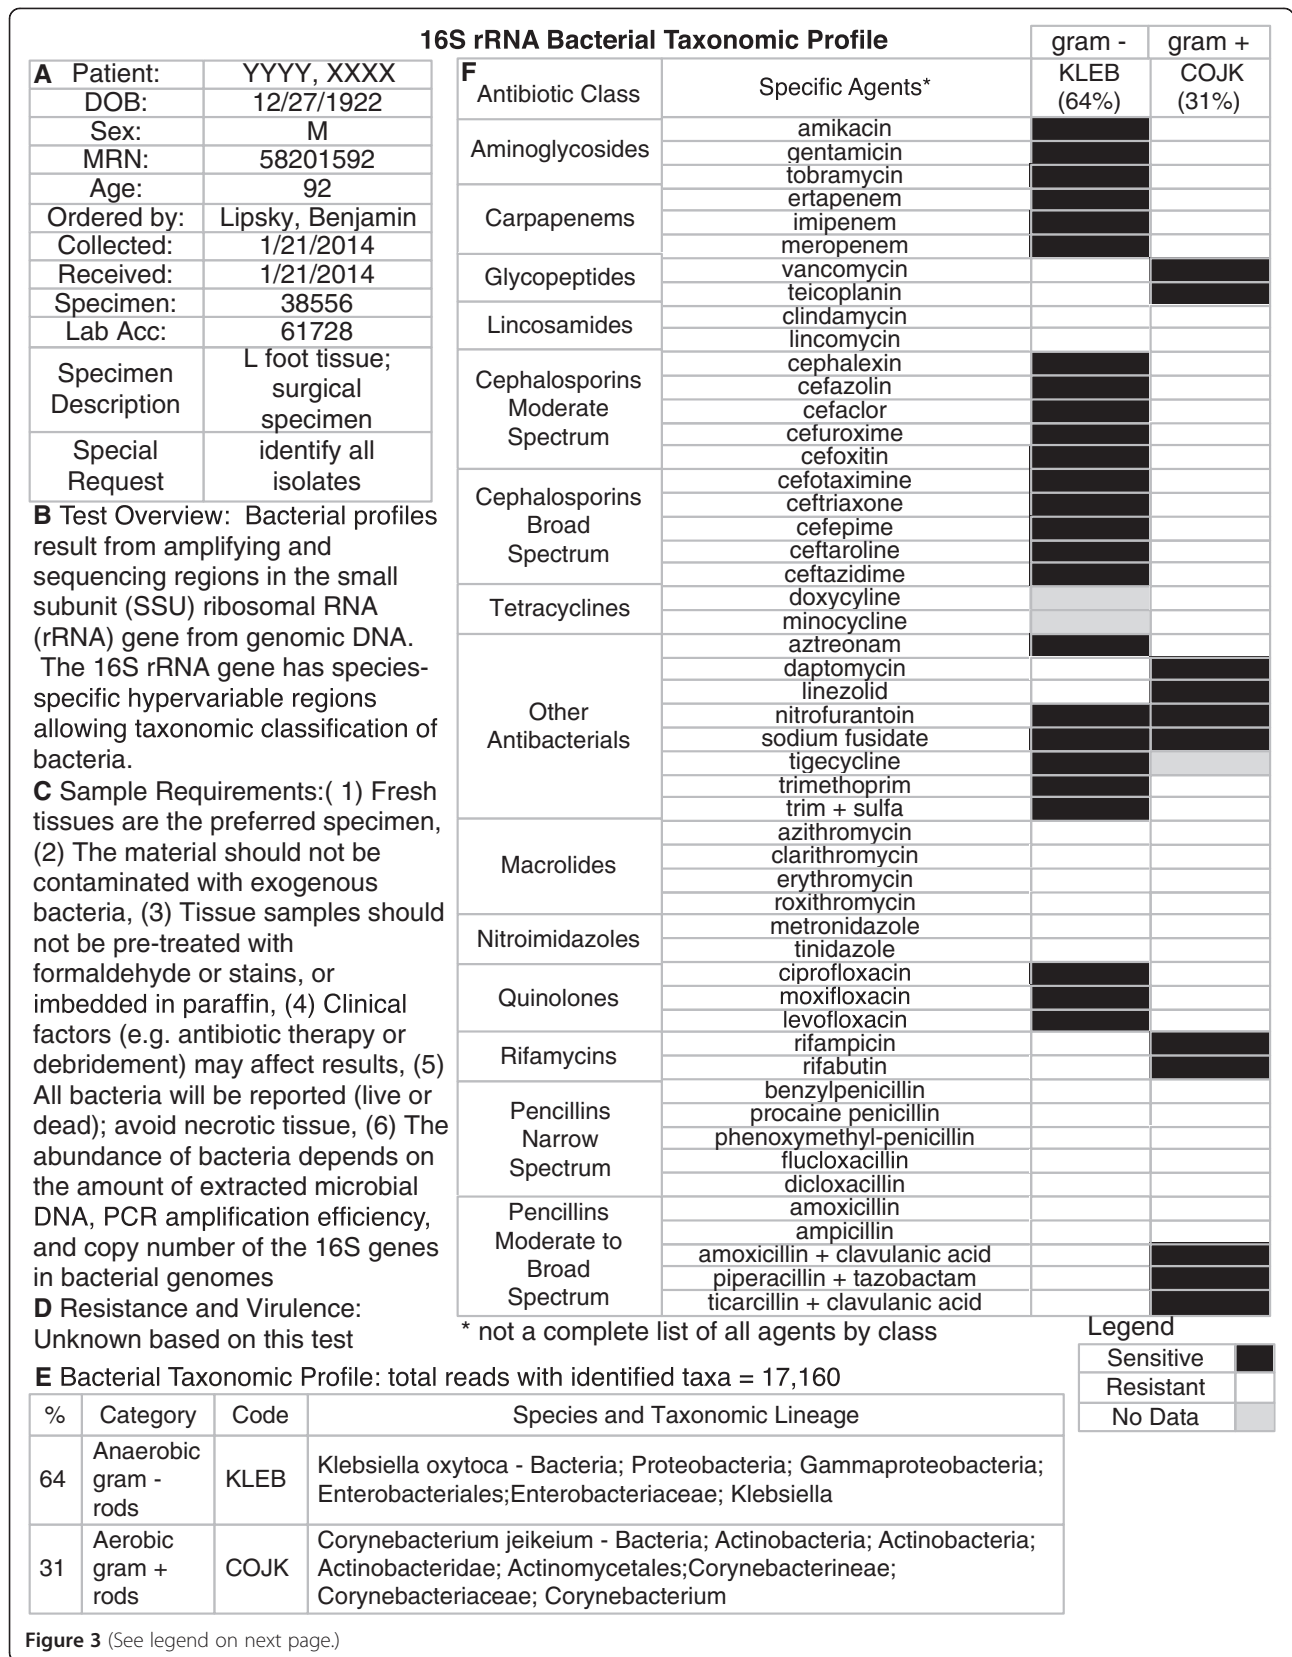 16S rRNA Bacterial Taxonomic Profile
gram -
gram +
A
Patient:
YYYY, XXXX
DOB:
12/27/1922
Sex:
M
MRN:
58201592
Age:
92
Ordered by:
Lipsky, Benjamin
Collected:
1/21/2014
Received:
1/21/2014
Specimen:
38556
Lab Acc:
61728
Specimen
Description
L foot tissue;
surgical
specimen
Special
Request
identify all
isolates
B Test Overview: Bacterial profiles
result from amplifying and
sequencing regions in the small
subunit (SSU) ribosomal RNA
(rRNA) gene from genomic DNA.
The 16S rRNA gene has species-
specific hypervariable regions
allowing taxonomic classification of
bacteria.
C Sample Requirements:( 1) Fresh
tissues are the preferred specimen,
(2) The material should not be
contaminated with exogenous
bacteria, (3) Tissue samples should
not be pre-treated with
formaldehyde or stains, or
imbedded in paraffin, (4) Clinical
factors (e.g. antibiotic therapy or
debridement) may affect results, (5)
All bacteria will be reported (live or
dead); avoid necrotic tissue, (6) The
abundance of bacteria depends on
the amount of extracted microbial
DNA, PCR amplification efficiency,
and copy number of the 16S genes
in bacterial genomes
D Resistance and Virulence:
Unknown based on this test
F
Antibiotic Class
Specific Agents*
KLEB
(64%)
COJK
(31%)
Aminoglycosides
amikacin
gentamicin
tobramycin
Carpapenems
ertapenem
imipenem
meropenem
Glycopeptides
vancomycin
teicoplanin
Lincosamides
clindamycin
lincomycin
Cephalosporins
Moderate
Spectrum
cephalexin
cefazolin
cefaclor
cefuroxime
cefoxitin
Cephalosporins
Broad
Spectrum
cefotaximine
ceftriaxone
cefepime
ceftaroline
ceftazidime
Tetracyclines
doxycyline
minocycline
Other
Antibacterials
aztreonam
daptomycin
linezolid
nitrofurantoin
sodium fusidate
tigecycline
trimethoprim
trim + sulfa
Macrolides
azithromycin
clarithromycin
erythromycin
roxithromycin
Nitroimidazoles
metronidazole
tinidazole
Quinolones
ciprofloxacin
moxifloxacin
levofloxacin
Rifamycins
rifampicin
rifabutin
Pencillins
Narrow
Spectrum
benzylpenicillin
procaine penicillin
phenoxymethyl-penicillin
flucloxacillin
dicloxacillin
Pencillins
Moderate to
Broad
Spectrum
amoxicillin
ampicillin
amoxicillin + clavulanic acid
piperacillin + tazobactam
ticarcillin + clavulanic acid
* not a complete list of all agents by class
Legend
Sensitive
Resistant
No Data
E Bacterial Taxonomic Profile: total reads with identified taxa = 17,160
%
Category
Code
Species and Taxonomic Lineage
64
Anaerobic
gram -
rods
KLEB
Klebsiella oxytoca - Bacteria; Proteobacteria; Gammaproteobacteria;
Enterobacteriales;Enterobacteriaceae; Klebsiella
31
Aerobic
gram +
rods
COJK
Corynebacterium jeikeium - Bacteria; Actinobacteria; Actinobacteria;
Actinobacteridae; Actinomycetales;Corynebacterineae;
Corynebacteriaceae; Corynebacterium
Figure 3 (See legend on next page.)